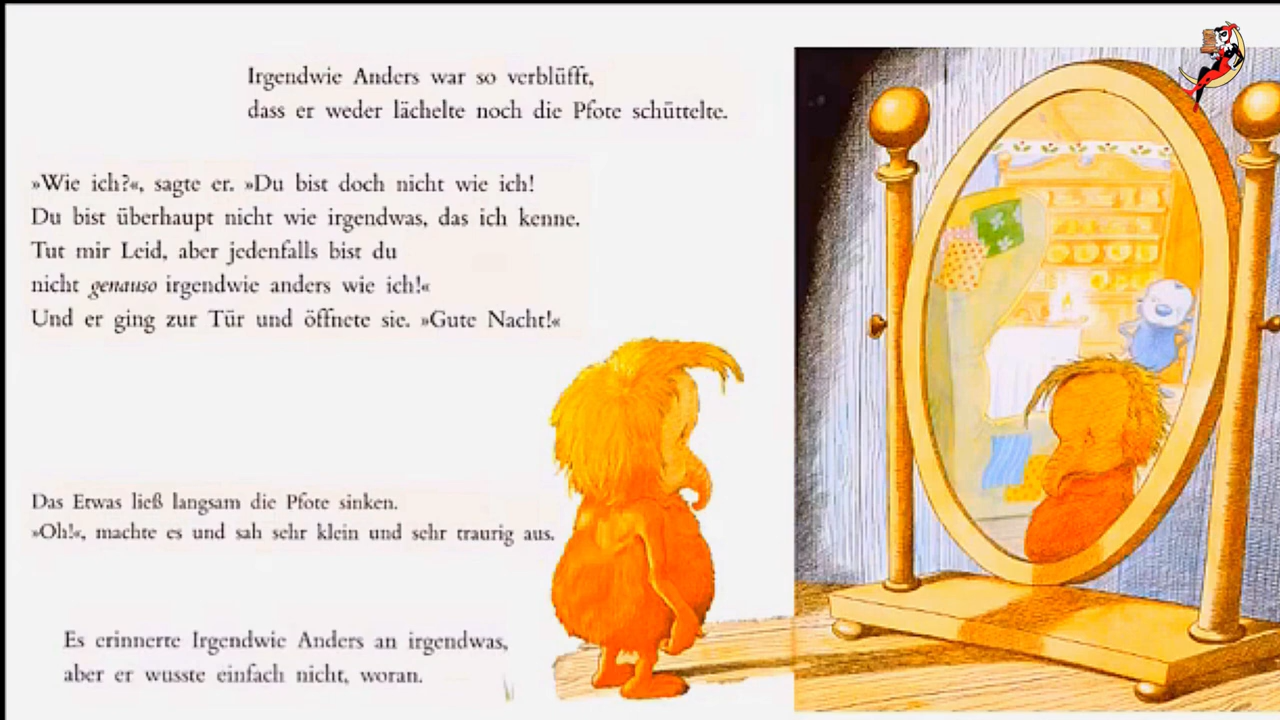 Irgendwie Anders war so verblüfft,
dass er weder lächelte noch die Pfote schüttelte.
»Wie ich?«, sagte er. »Du bist doch nicht wie ich!
Du bist überhaupt nicht wie irgendwas, das ich kenne.
Tut mir Leid, aber jedenfalls bist du
nicht genauso irgendwie anders wie ich!«
Und er ging zur Tür und öffnete sie. »Gute Nacht!«
Das Etwas ließ langsam die Pfote sinken.
»Oh!«, machte es und sah sehr klein und sehr traurig aus.
Es erinnerte Irgendwie Anders an irgendwas,
aber er wusste einfach nicht, woran.